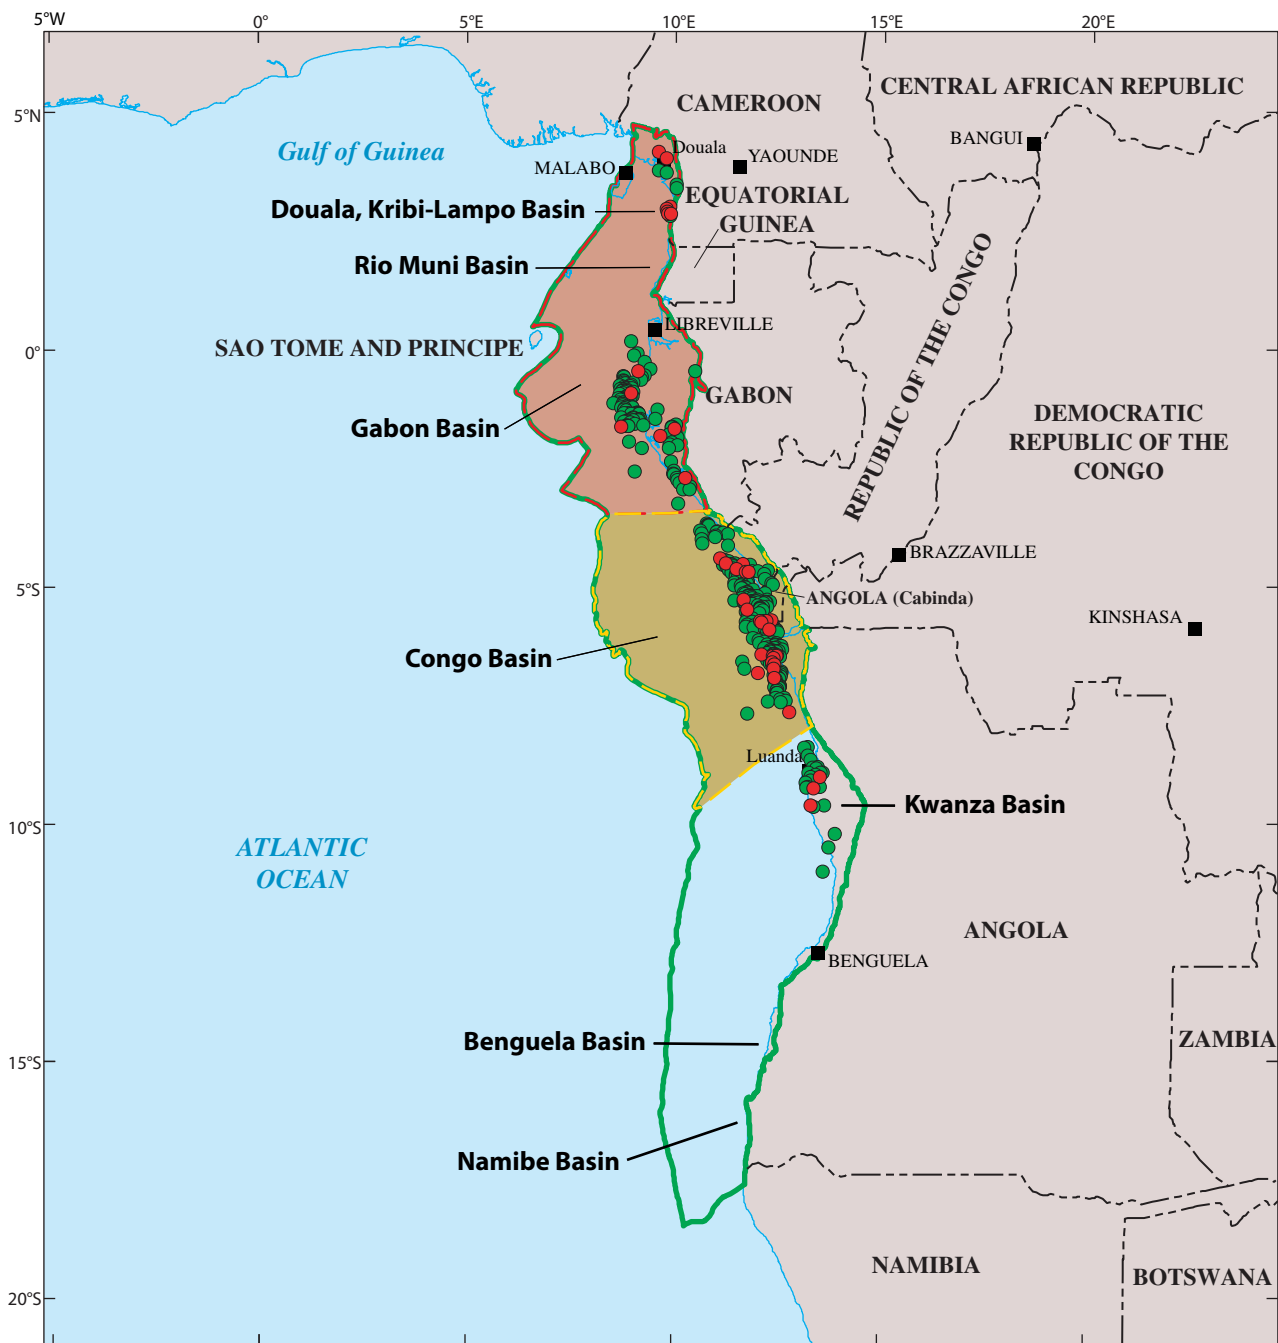 5°W
0°
5°E
10°E
15°E
20°E
CENTRAL AFRICAN REPUBLIC
CAMEROON
5°N
BANGUI
Gulf of Guinea
Douala
YAOUNDE
MALABO
EQUATORIAL
GUINEA
Douala, Kribi-Lampo Basin
Rio Muni Basin
REPUBLIC OF THE CONGO
LIBREVILLE
SAO TOME AND PRINCIPE
0°
GABON
DEMOCRATIC
REPUBLIC OF THE
CONGO
Gabon Basin
BRAZZAVILLE
5°S
ANGOLA (Cabinda)
KINSHASA
Congo Basin
Luanda
Kwanza Basin
10°S
ATLANTIC
OCEAN
ANGOLA
BENGUELA
Benguela Basin
ZAMBIA
15°S
Namibe Basin
NAMIBIA
BOTSWANA
20°S